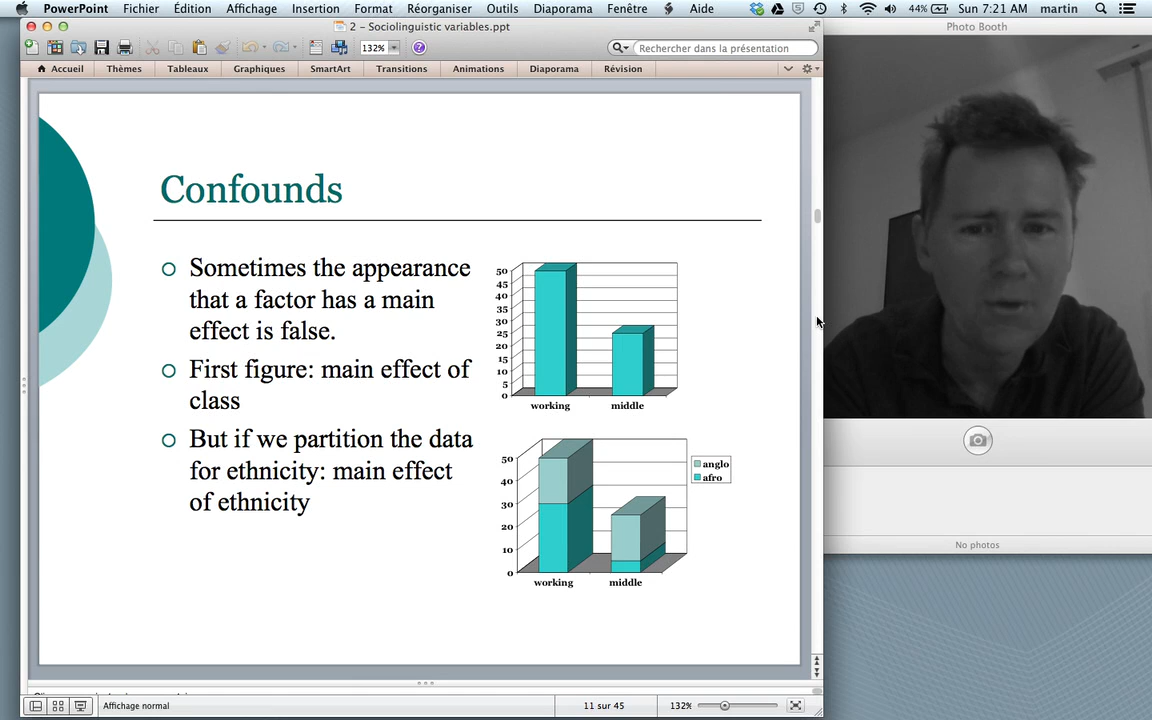 PowerPoint Fichier Édition Affichage Insertion Format Réorganiser Outils Diaporama Fenêtre Aide 44% Sun 7:21 AM martin
2 - Sociolinguistic variables.ppt
Photo Booth
132%
Rechercher dans la présentation
Accueil Thèmes Tableaux Graphiques SmartArt Transitions Animations Diaporama Révision
Confounds
Sometimes the appearance
that a factor has a main
effect is false.
First figure: main effect of
class
But if we partition the data
for ethnicity: main effect
of ethnicity
50
45
40
35
30
25
20
15
10
5
0
working middle
50
40
30
20
10
0
working middle
anglo
afro
No photos
Affichage normal
11 sur 45
132%